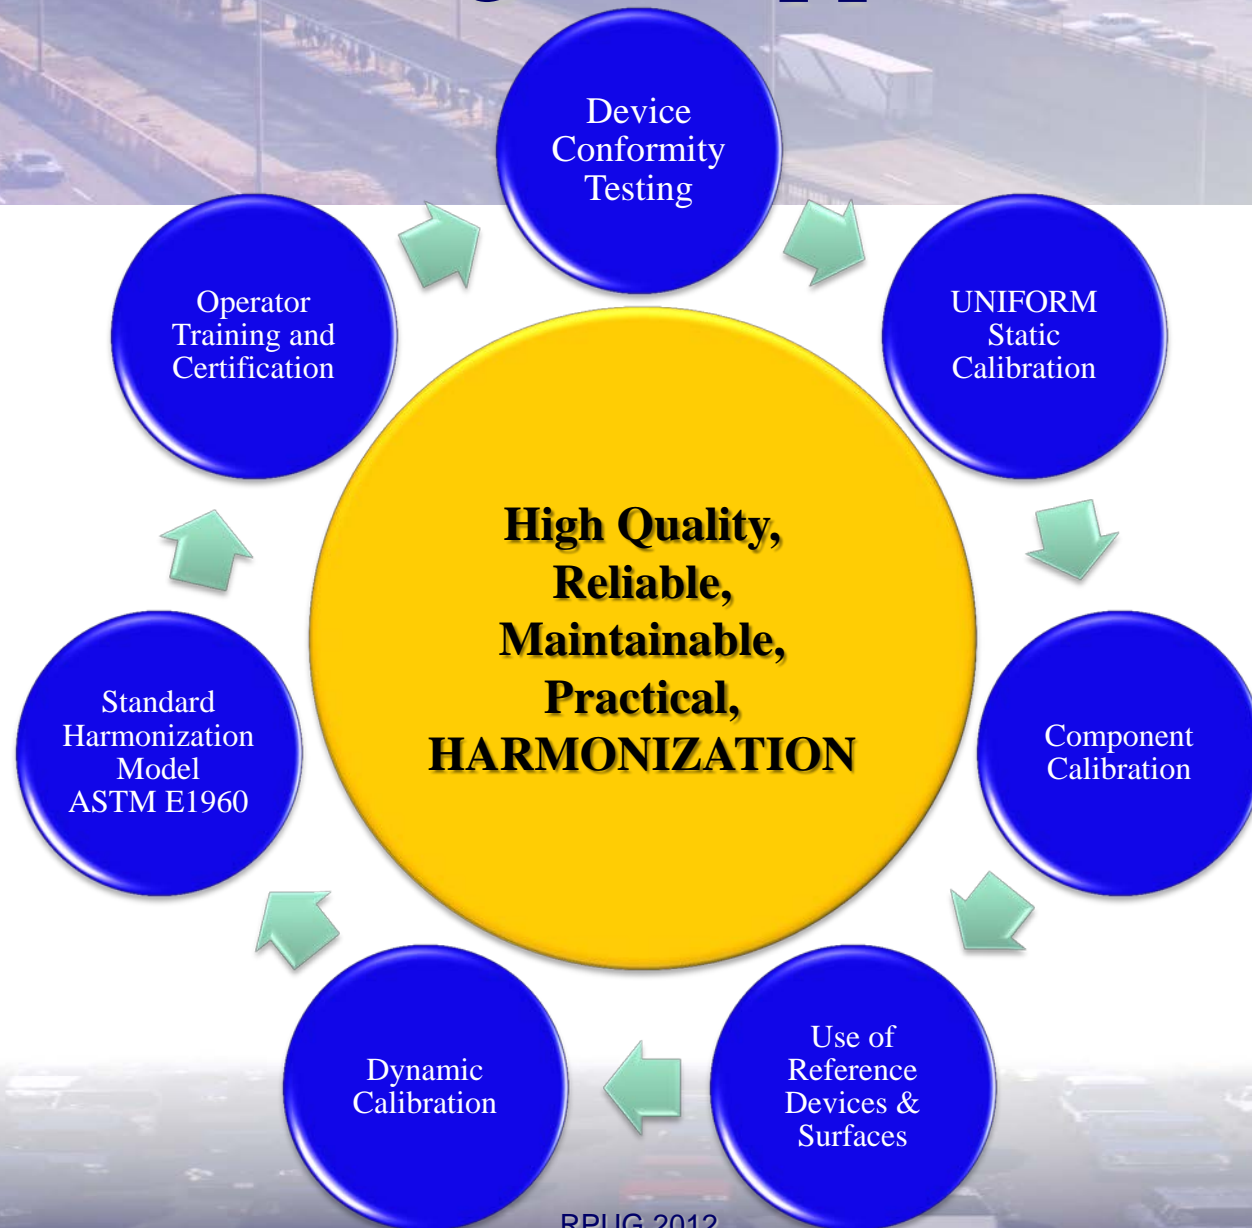 Device
Conformity
Testing
UNIFORM
Static
Calibration
Component
Calibration
Use of
Reference
Devices &
Surfaces
Dynamic
Calibration
Standard
Harmonization
Model
ASTM E1960
Operator
Training and
Certification
High Quality,
Reliable,
Maintainable,
Practical,
HARMONIZATION
RPUG 2012